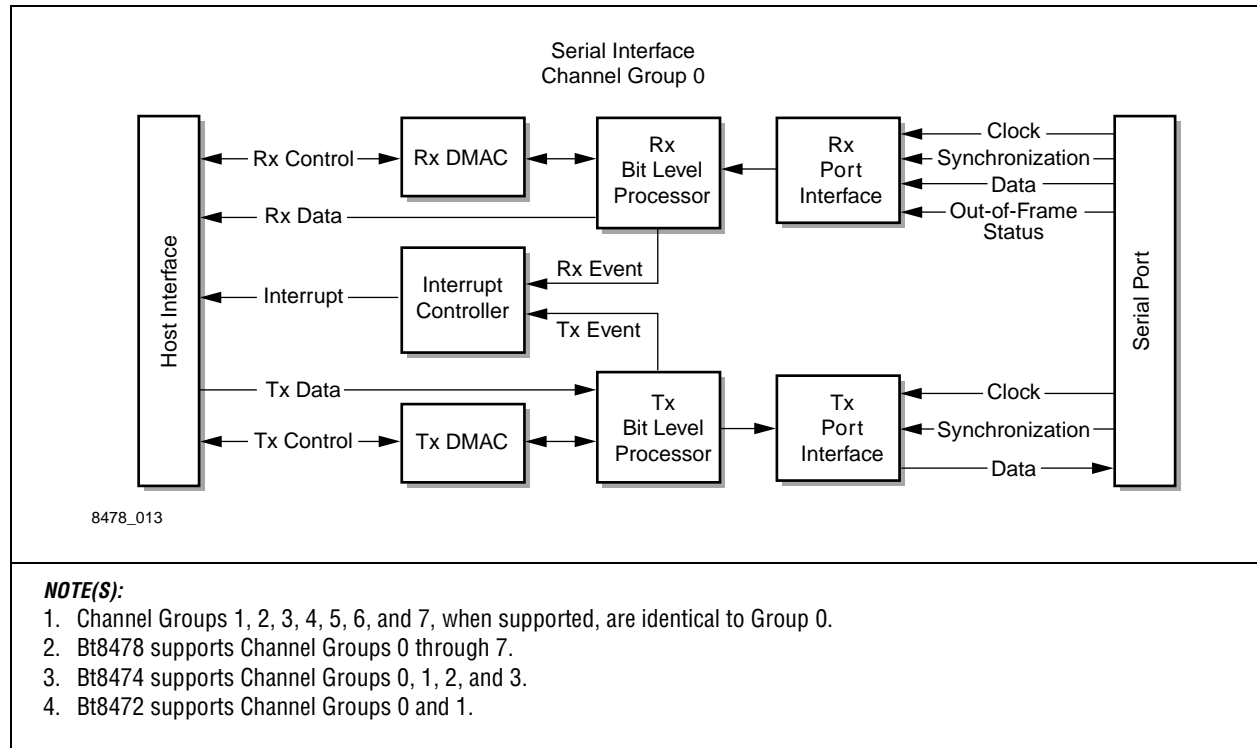 Serial Interface
Channel Group 0
Host Interface
Rx Control
Rx DMAC
Rx
Bit Level
Processor
Rx
Port
Interface
Clock
Synchronization
Data
Out-of-Frame
Status
Rx Data
Interrupt
Interrupt
Controller
Rx Event
Tx Event
Serial Port
Tx Data
Tx Control
Tx DMAC
Tx
Bit Level
Processor
Tx
Port
Interface
Clock
Synchronization
Data
8478_013
NOTE(S):
1. Channel Groups 1, 2, 3, 4, 5, 6, and 7, when supported, are identical to Group 0.
2. Bt8478 supports Channel Groups 0 through 7.
3. Bt8474 supports Channel Groups 0, 1, 2, and 3.
4. Bt8472 supports Channel Groups 0 and 1.